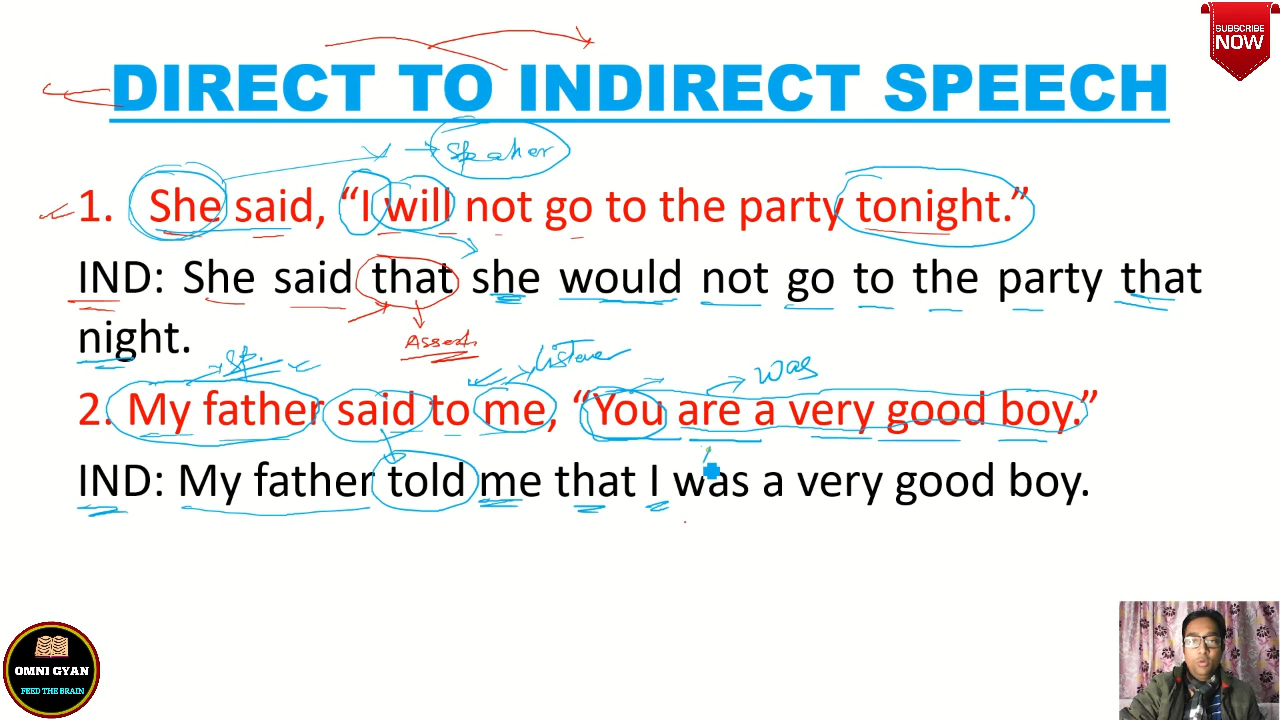 SUBSCRIBE
NOW
DIRECT TO INDIRECT SPEECH
Speaker
1. She said, “I will not go to the party tonight.”
IND: She said that she would not go to the party that
night.
Assert
Sp. Listener was
2. My father said to me, “You are a very good boy.”
IND: My father told me that I was a very good boy.
OMNI GYAN
FEED THE BRAIN